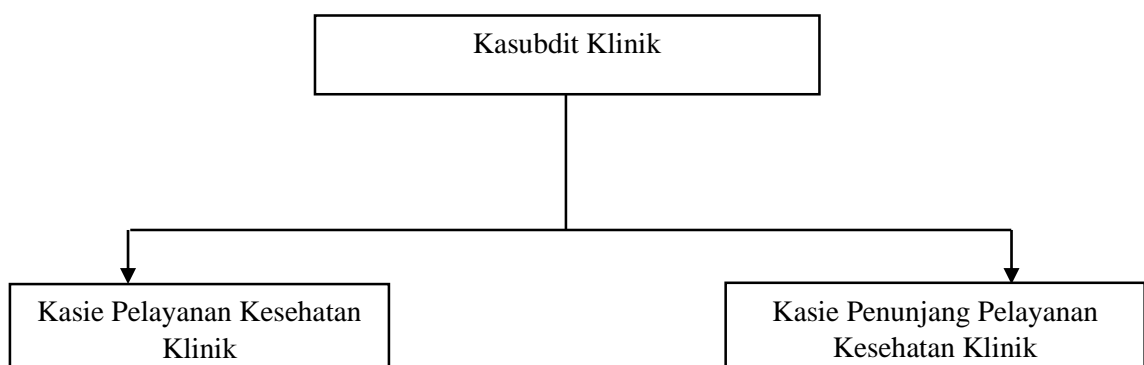 Kasubdit Klinik
Kasie Pelayanan Kesehatan
Klinik
Kasie Penunjang Pelayanan
Kesehatan Klinik